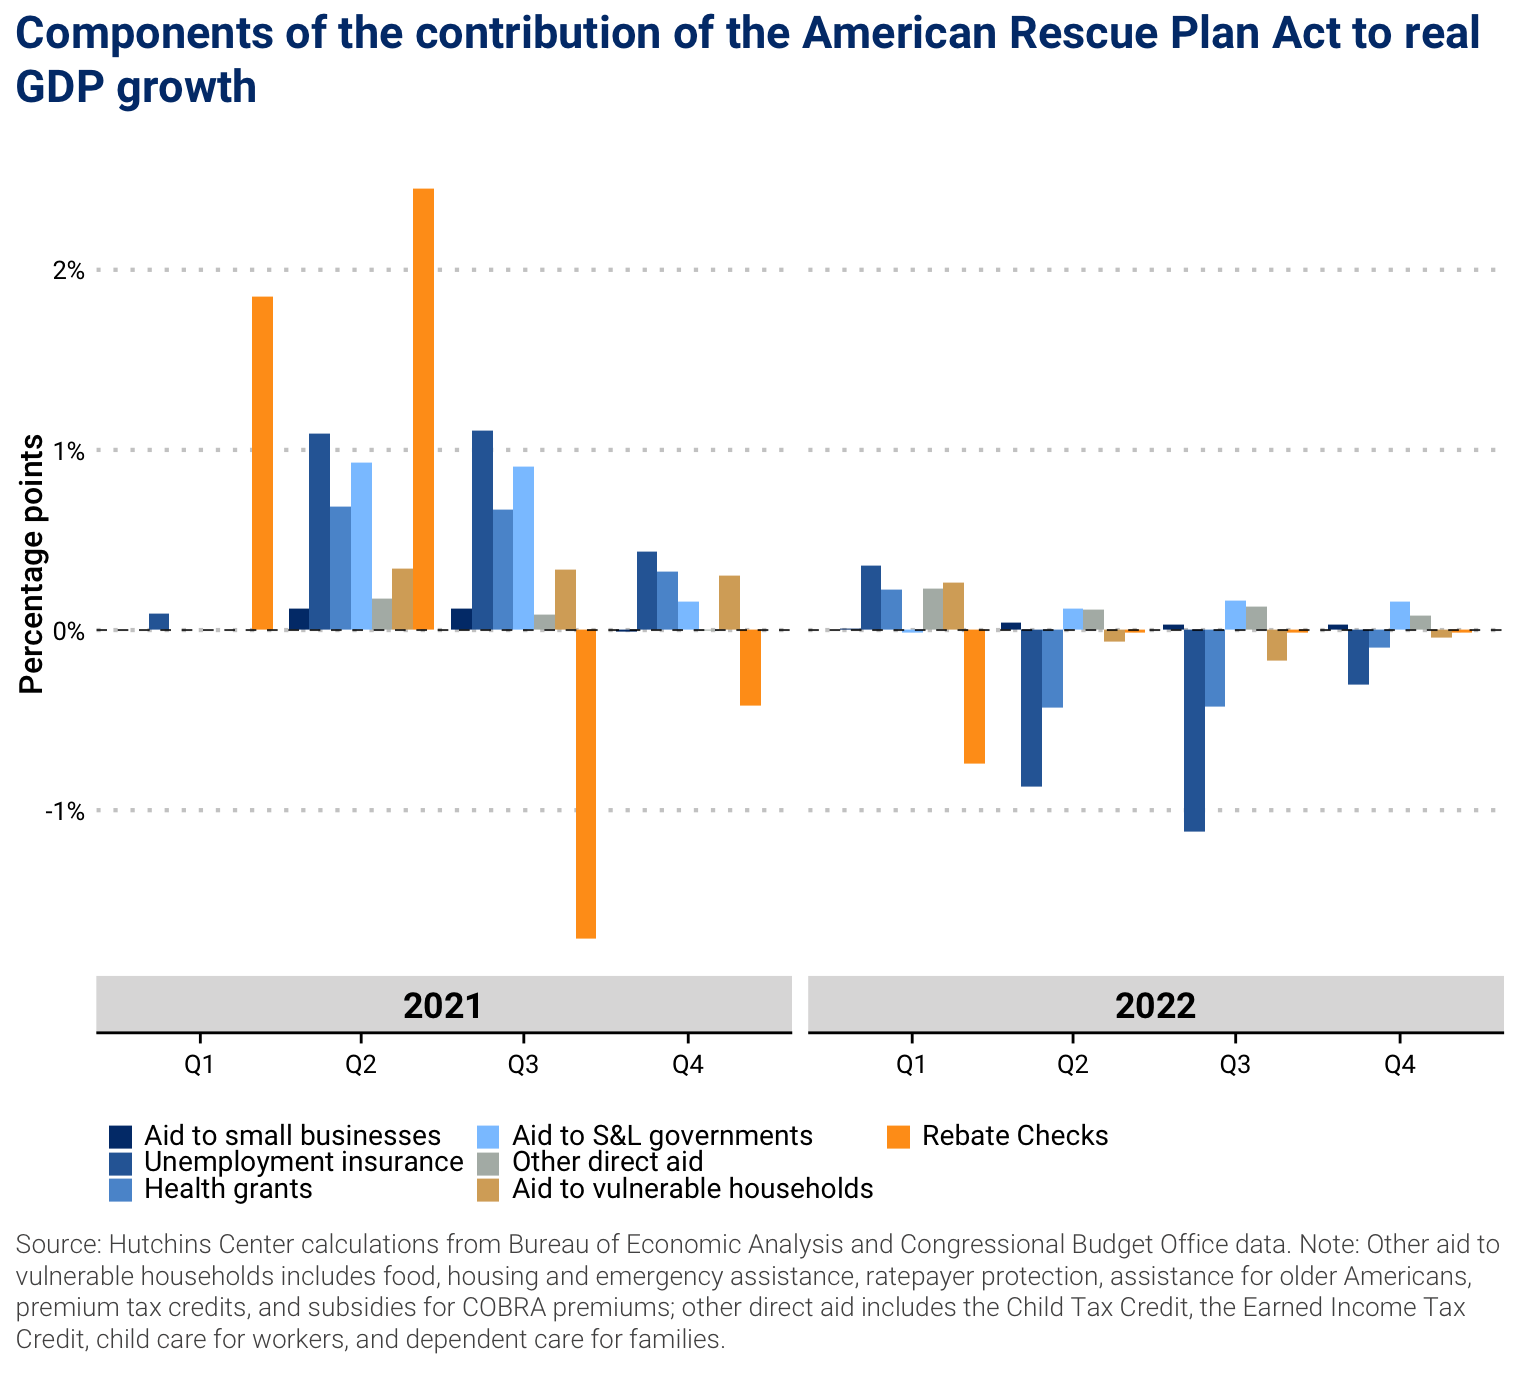 Components of the contribution of the American Rescue Plan Act to real
GDP growth
Percentage points
2%
1%
0%
-1%
2021
2022
Q1
Q2
Q3
Q4
Q1
Q2
Q3
Q4
Aid to small businesses
Unemployment insurance
Health grants
Aid to S&L governments
Other direct aid
Aid to vulnerable households
Rebate Checks
Source: Hutchins Center calculations from Bureau of Economic Analysis and Congressional Budget Office data. Note: Other aid to
vulnerable households includes food, housing and emergency assistance, ratepayer protection, assistance for older Americans,
premium tax credits, and subsidies for COBRA premiums; other direct aid includes the Child Tax Credit, the Earned Income Tax
Credit, child care for workers, and dependent care for families.